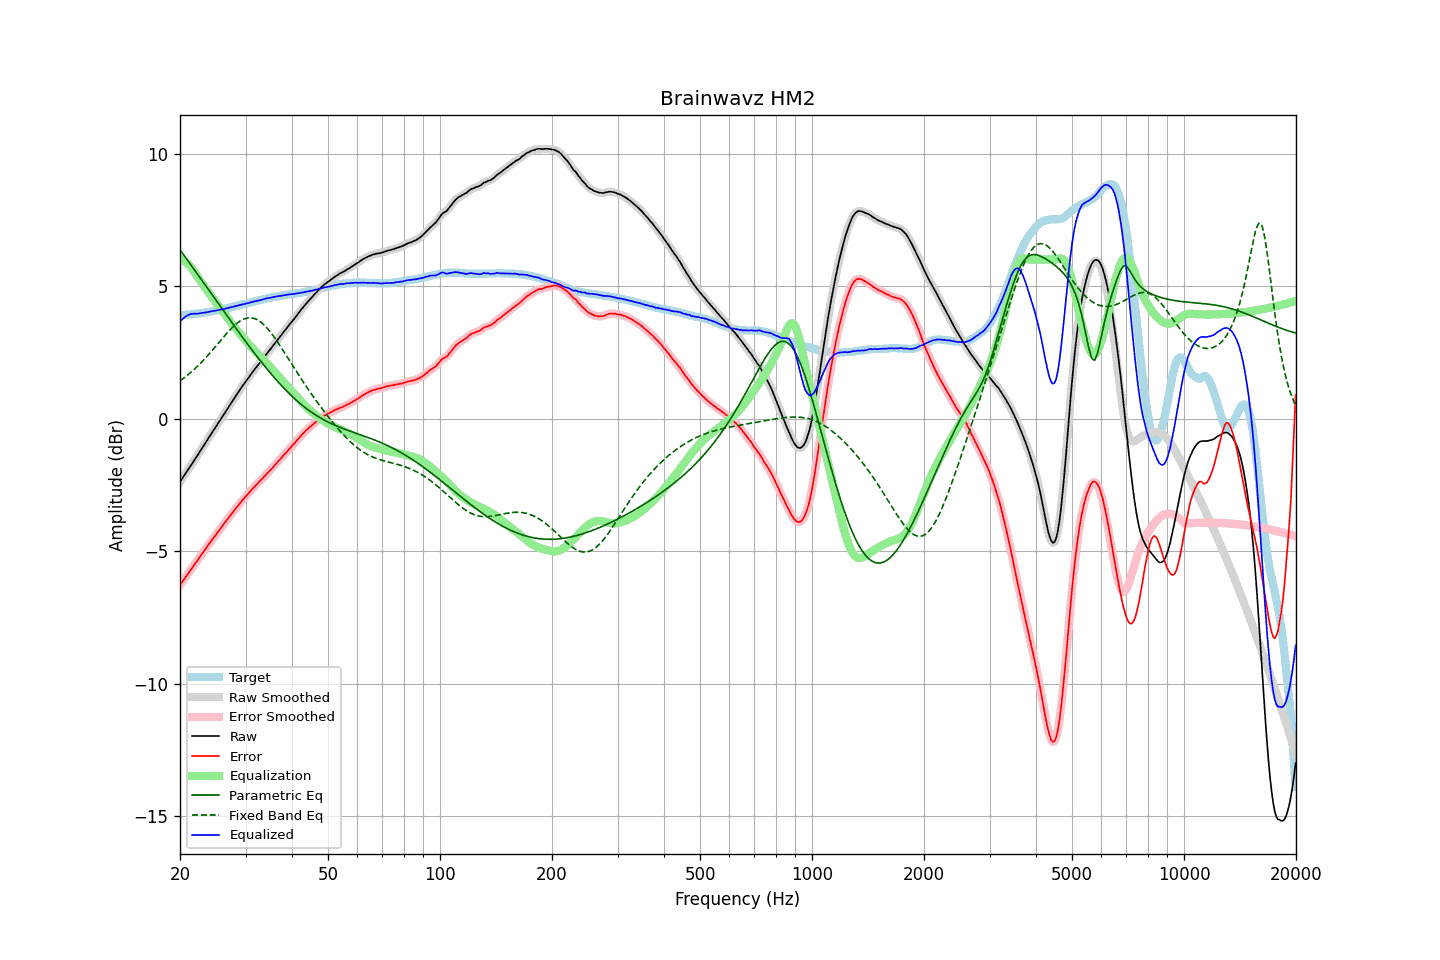 Brainwavz HM2
Amplitude (dBr)
10
5
0
−5
−10
−15
Target
Raw Smoothed
Error Smoothed
Raw
Error
Equalization
Parametric Eq
Fixed Band Eq
Equalized
20 50 100 200 500 1000 2000 5000 10000 20000
Frequency (Hz)